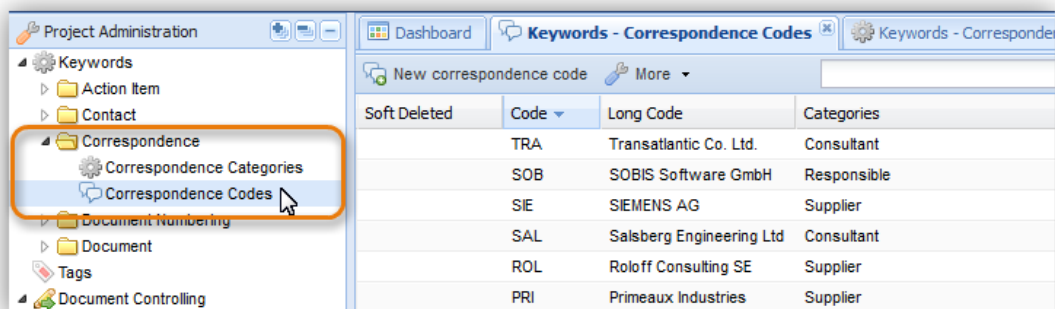 Project Administration
Keywords
Action Item
Contact
Correspondence
Correspondence Categories
Correspondence Codes
Document Numbering
Document
Tags
Document Controlling
Dashboard
Keywords - Correspondence Codes
Keywords - Corresponden
New correspondence code
More
Soft Deleted Code Long Code Categories
TRA Transatlantic Co. Ltd. Consultant
SOB SOBIS Software GmbH Responsible
SIE SIEMENS AG Supplier
SAL Salsberg Engineering Ltd Consultant
ROL Roloff Consulting SE Supplier
PRI Primeaux Industries Supplier